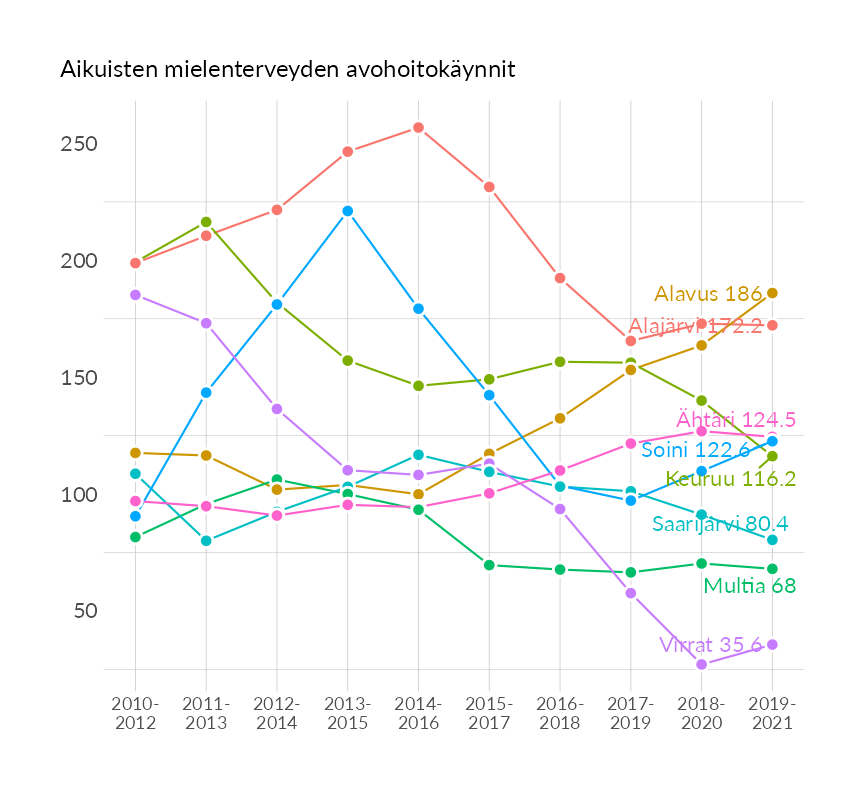 Aikuisten mielenterveyden avohoitokäynnit
250
200
150
100
50
Alavus 186
Alajärvi 172.2
Ähtäri 124.5
Soini 122.6
Keuruu 116.2
Saarijärvi 80.4
Multia 68
Virrat 35.6
2010- 2011- 2012- 2013- 2014- 2015- 2016- 2017- 2018- 2019-
2012 2013 2014 2015 2016 2017 2018 2019 2020 2021